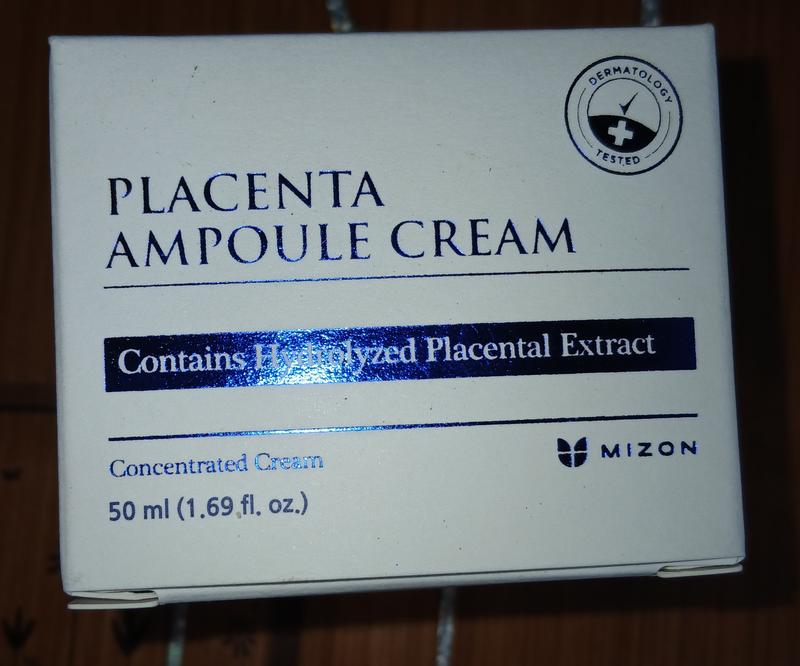 DERMATOLOGY
TESTED
PLACENTA
AMPOULE CREAM
Contains Hydrolyzed Placental Extract
Concentrated Cream
MIZON
50 ml (1.69 fl. oz.)